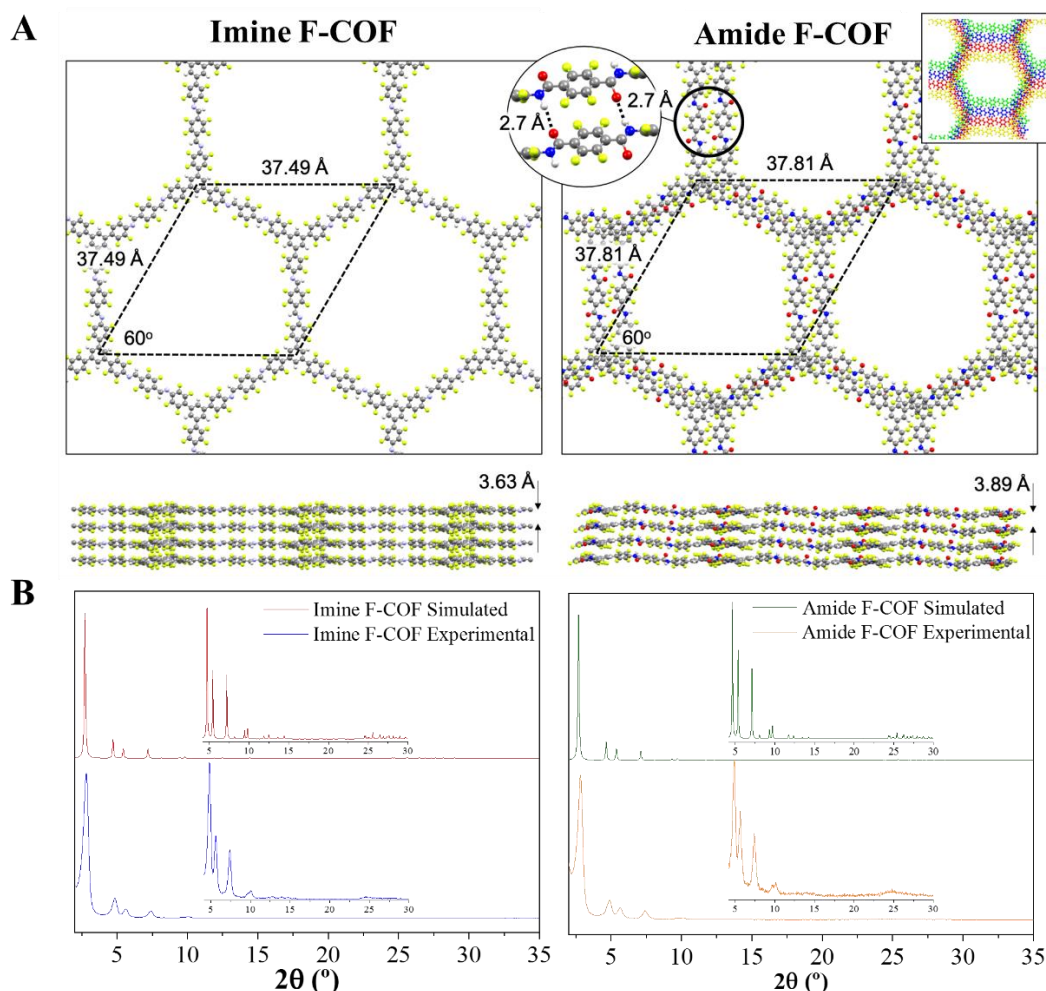 A
Imine F-COF
Amide F-COF
2.7 Å
2.7 Å
37.49 Å
37.49 Å
60º
37.81 Å
37.81 Å
60º
3.63 Å
3.89 Å
B
Imine F-COF Simulated
Imine F-COF Experimental
5 10 15 20 25 30
5 10 15 20 25 30
5 10 15 20 25 30 35
2θ (º)
Amide F-COF Simulated
Amide F-COF Experimental
5 10 15 20 25 30
5 10 15 20 25 30
5 10 15 20 25 30 35
2θ (º)